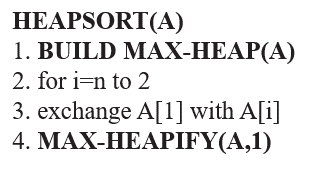 HEAPSORT(A)
1. BUILD MAX-HEAP(A)
2. for i=n to 2
3. exchange A[1] with A[i]
4. MAX-HEAPIFY(A,1)